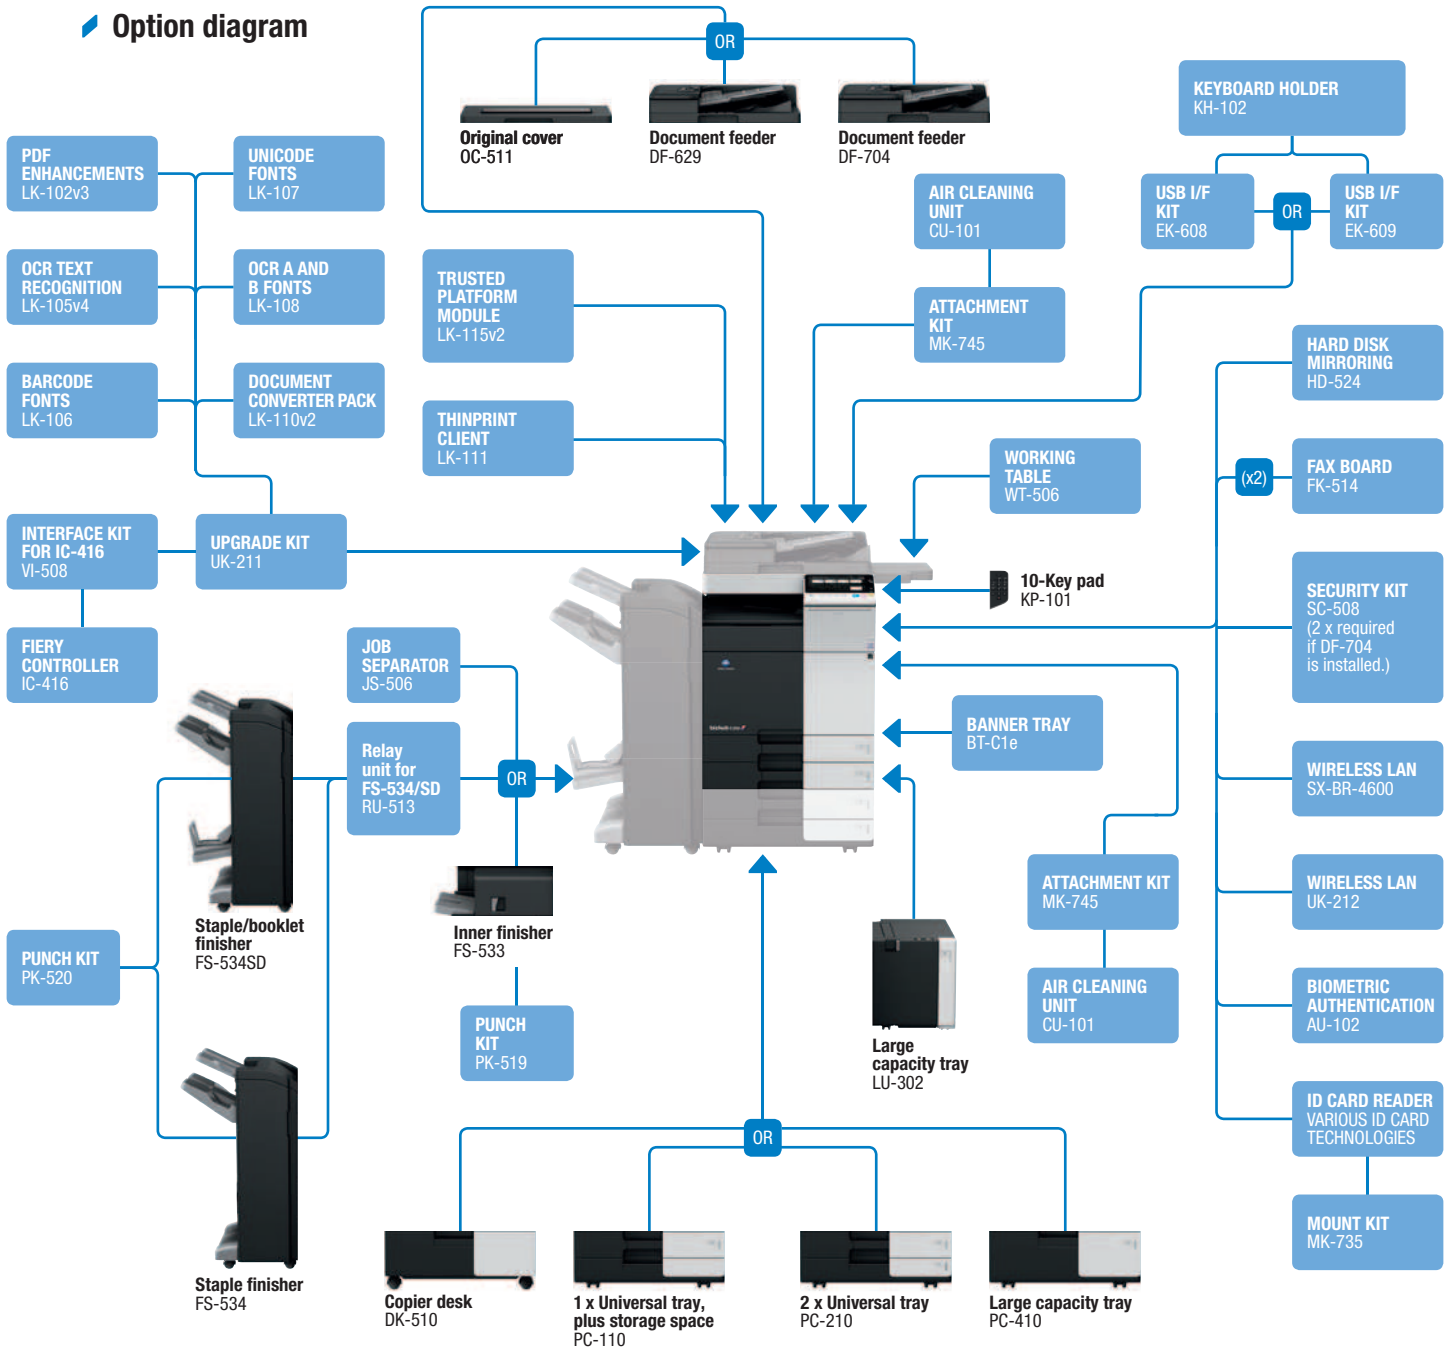 Option diagram
OR
Original cover
OC-511
Document feeder
DF-629
Document feeder
DF-704
KEYBOARD HOLDER
KH-102
PDF
ENHANCEMENTS
LK-102v3
UNICODE
FONTS
LK-107
AIR CLEANING
UNIT
CU-101
USB I/F
KIT
EK-608
OR
USB I/F
KIT
EK-609
OCR TEXT
RECOGNITION
LK-105v4
OCR A AND
B FONTS
LK-108
TRUSTED
PLATFORM
MODULE
LK-115v2
ATTACHMENT
KIT
MK-745
HARD DISK
MIRRORING
HD-524
BARCODE
FONTS
LK-106
DOCUMENT
CONVERTER PACK
LK-110v2
THINPRINT
CLIENT
LK-111
WORKING
TABLE
WT-506
(x2)
FAX BOARD
FK-514
INTERFACE KIT
FOR IC-416
VI-508
UPGRADE KIT
UK-211
10-Key pad
KP-101
SECURITY KIT
SC-508
(2 x required
if DF-704
is installed.)
FIERY
CONTROLLER
IC-416
JOB
SEPARATOR
JS-506
Relay
unit for
FS-534/SD
RU-513
OR
BANNER TRAY
BT-C1e
WIRELESS LAN
SX-BR-4600
ATTACHMENT KIT
MK-745
WIRELESS LAN
UK-212
Staple/booklet
finisher
FS-534SD
Inner finisher
FS-533
PUNCH KIT
PK-520
AIR CLEANING
UNIT
CU-101
BIOMETRIC
AUTHENTICATION
AU-102
PUNCH
KIT
PK-519
Large
capacity tray
LU-302
ID CARD READER
VARIOUS ID CARD
TECHNOLOGIES
OR
MOUNT KIT
MK-735
Staple finisher
FS-534
Copier desk
DK-510
1 x Universal tray,
plus storage space
PC-110
2 x Universal tray
PC-210
Large capacity tray
PC-410